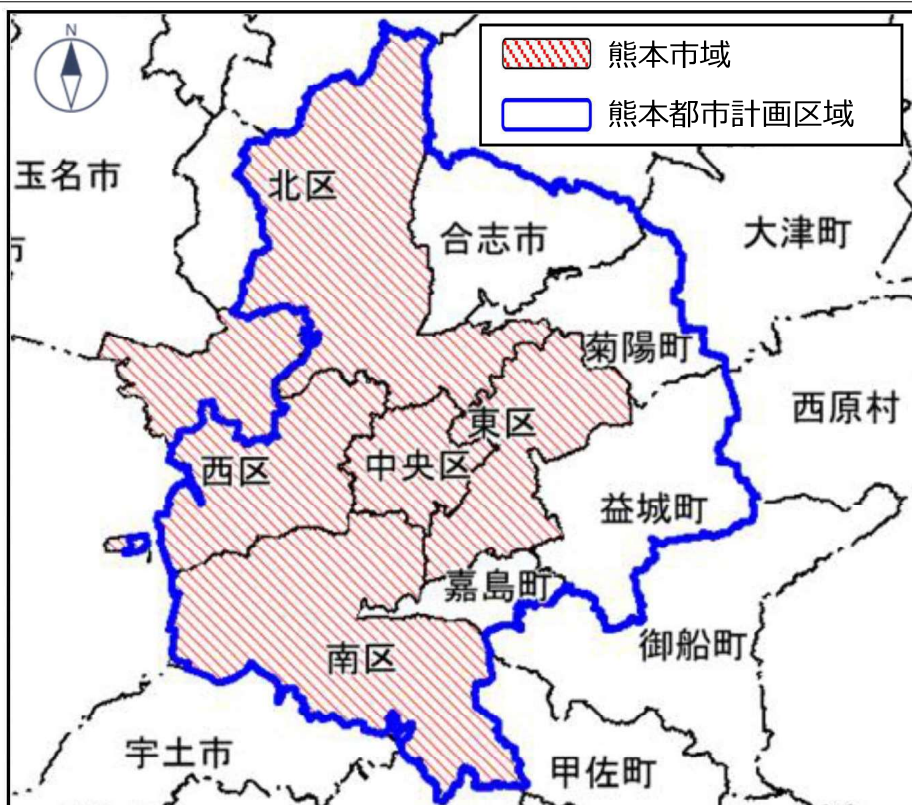 N
熊本市域
熊本都市計画区域
玉名市
北区
合志市
大津町
市
菊陽町
西原村
東区
西区
中央区
益城町
嘉島町
南区
御船町
宇土市
甲佐町